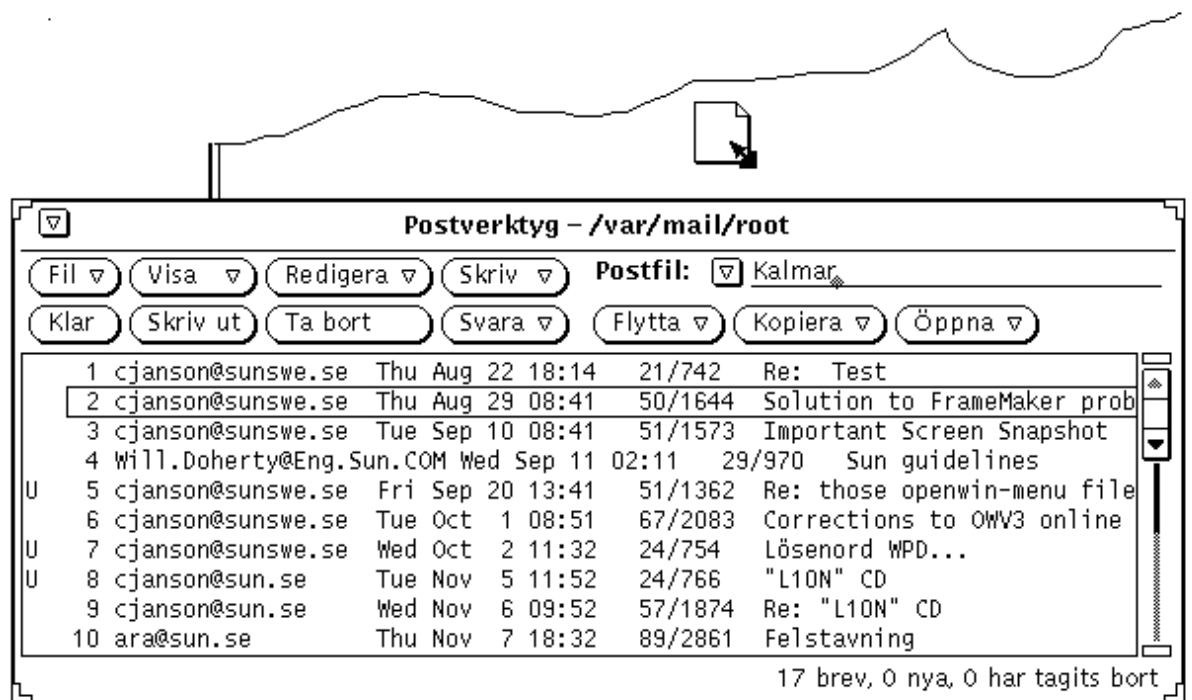 Postverktyg – /var/mail/root
Fil Visa Redigera Skriv Postfil: Kalmar
Klar Skriv ut Ta bort Svara Flytta Kopiera Öppna
1 cjanson@sunswe.se Thu Aug 22 18:14 21/742 Re: Test
2 cjanson@sunswe.se Thu Aug 29 08:41 50/1644 Solution to FrameMaker prob
3 cjanson@sunswe.se Tue Sep 10 08:41 51/1573 Important Screen Snapshot
4 Will.Doherty@Eng.Sun.COM Wed Sep 11 02:11 29/970 Sun guidelines
U 5 cjanson@sunswe.se Fri Sep 20 13:41 51/1362 Re: those openwin-menu file
6 cjanson@sunswe.se Tue Oct 1 08:51 67/2083 Corrections to OWV3 online
U 7 cjanson@sunswe.se Wed Oct 2 11:32 24/754 Lösenord WPD...
U 8 cjanson@sun.se Tue Nov 5 11:52 24/766 "L10N" CD
9 cjanson@sun.se Wed Nov 6 09:52 57/1874 Re: "L10N" CD
10 ara@sun.se Thu Nov 7 18:32 89/2861 Felstavning
17 brev, 0 nya, 0 har tagits bort